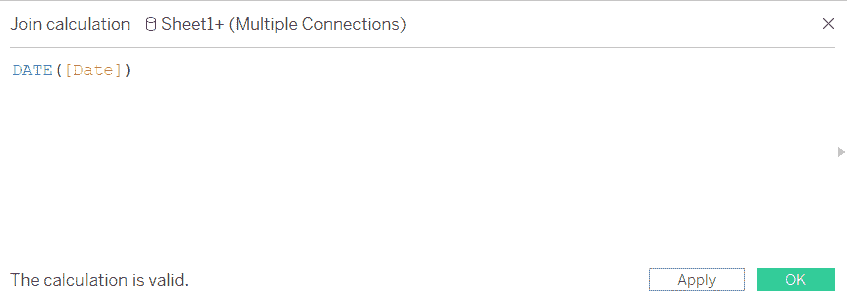 Join calculation Sheet1+ (Multiple Connections)
DATE([Date])
The calculation is valid.
Apply
OK